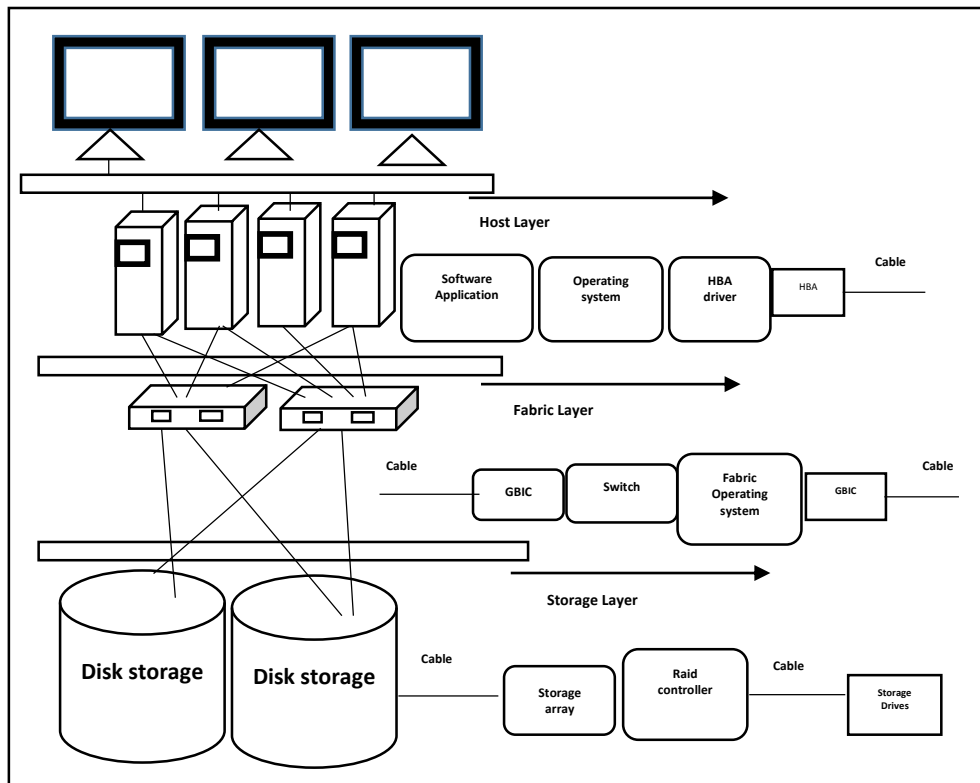 Host Layer
Software
Application
Operating
system
HBA
driver
HBA
Cable
Fabric Layer
Cable
GBIC
Switch
Fabric
Operating
system
GBIC
Cable
Storage Layer
Disk storage
Disk storage
Cable
Storage
array
Raid
controller
Cable
Storage
Drives